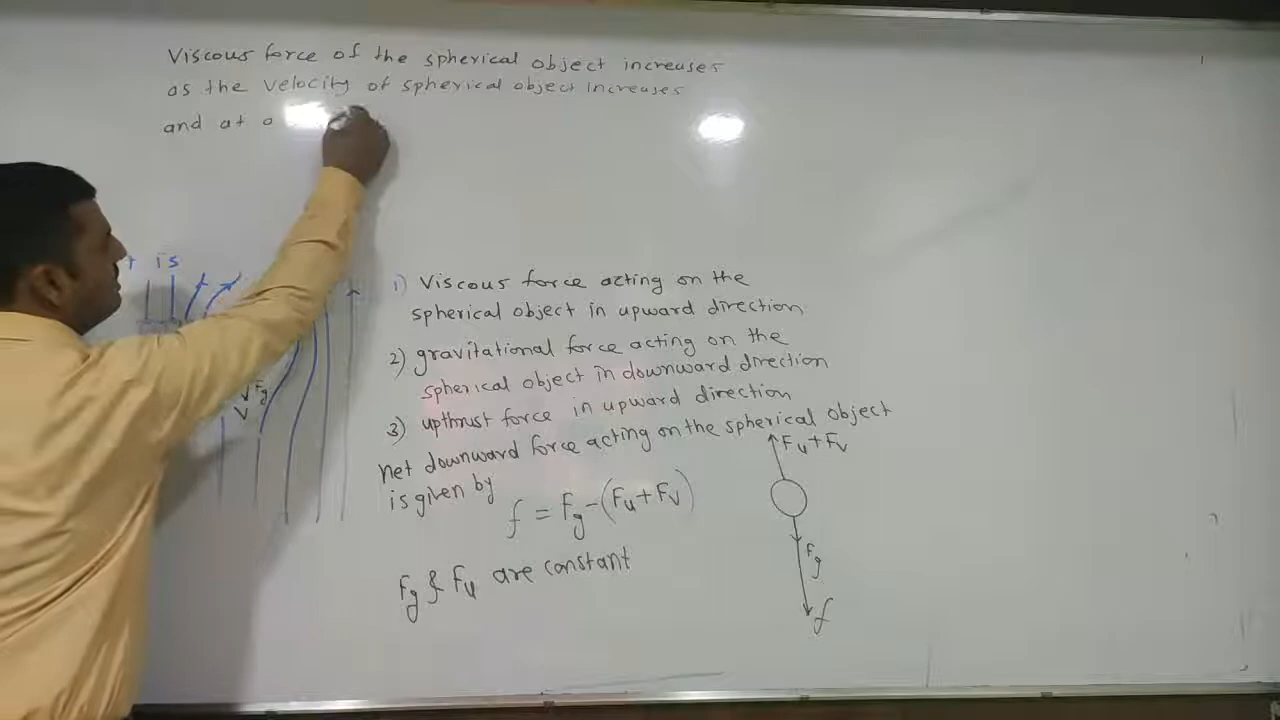 Viscous force of the spherical object increases
as the velocity of spherical object increases
and at a
is
Fg
V
1) Viscous force acting on the
spherical object in upward direction
2) gravitational force acting on the
spherical object in downward direction
3) upthrust force in upward direction
net downward force acting on the spherical object
is given by
f = Fg-(Fu+Fv)
Fg & Fu are constant
Fu+Fv
Fg
f